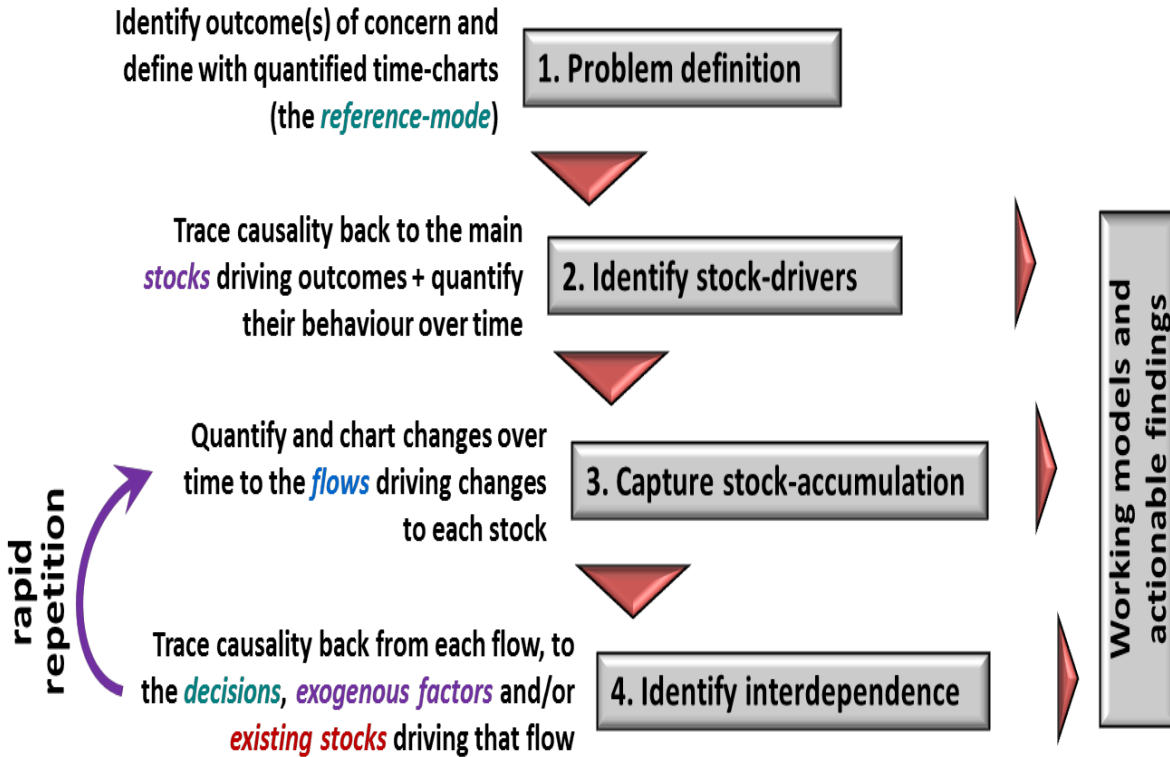 Identify outcome(s) of concern and
define with quantified time-charts
(the reference-mode)
1. Problem definition
Trace causality back to the main
stocks driving outcomes + quantify
their behaviour over time
2. Identify stock-drivers
Quantify and chart changes over
time to the flows driving changes
to each stock
3. Capture stock-accumulation
Trace causality back from each flow, to
the decisions, exogenous factors and/or
existing stocks driving that flow
4. Identify interdependence
rapid
repetition
Working models and
actionable findings